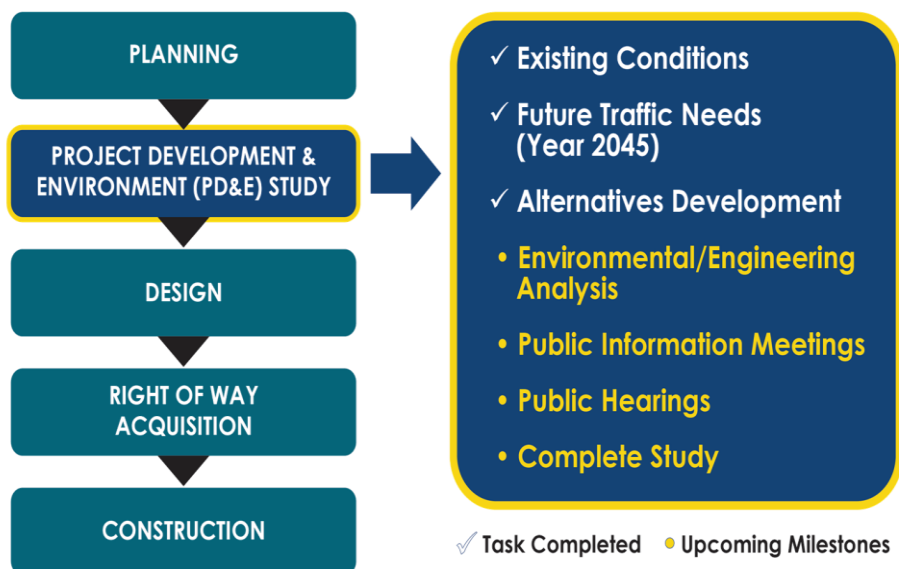 PLANNING
PROJECT DEVELOPMENT &
ENVIRONMENT (PD&E) STUDY
DESIGN
RIGHT OF WAY
ACQUISITION
CONSTRUCTION
✓ Existing Conditions
✓ Future Traffic Needs
(Year 2045)
✓ Alternatives Development
• Environmental/Engineering
Analysis
• Public Information Meetings
• Public Hearings
• Complete Study
✓ Task Completed • Upcoming Milestones